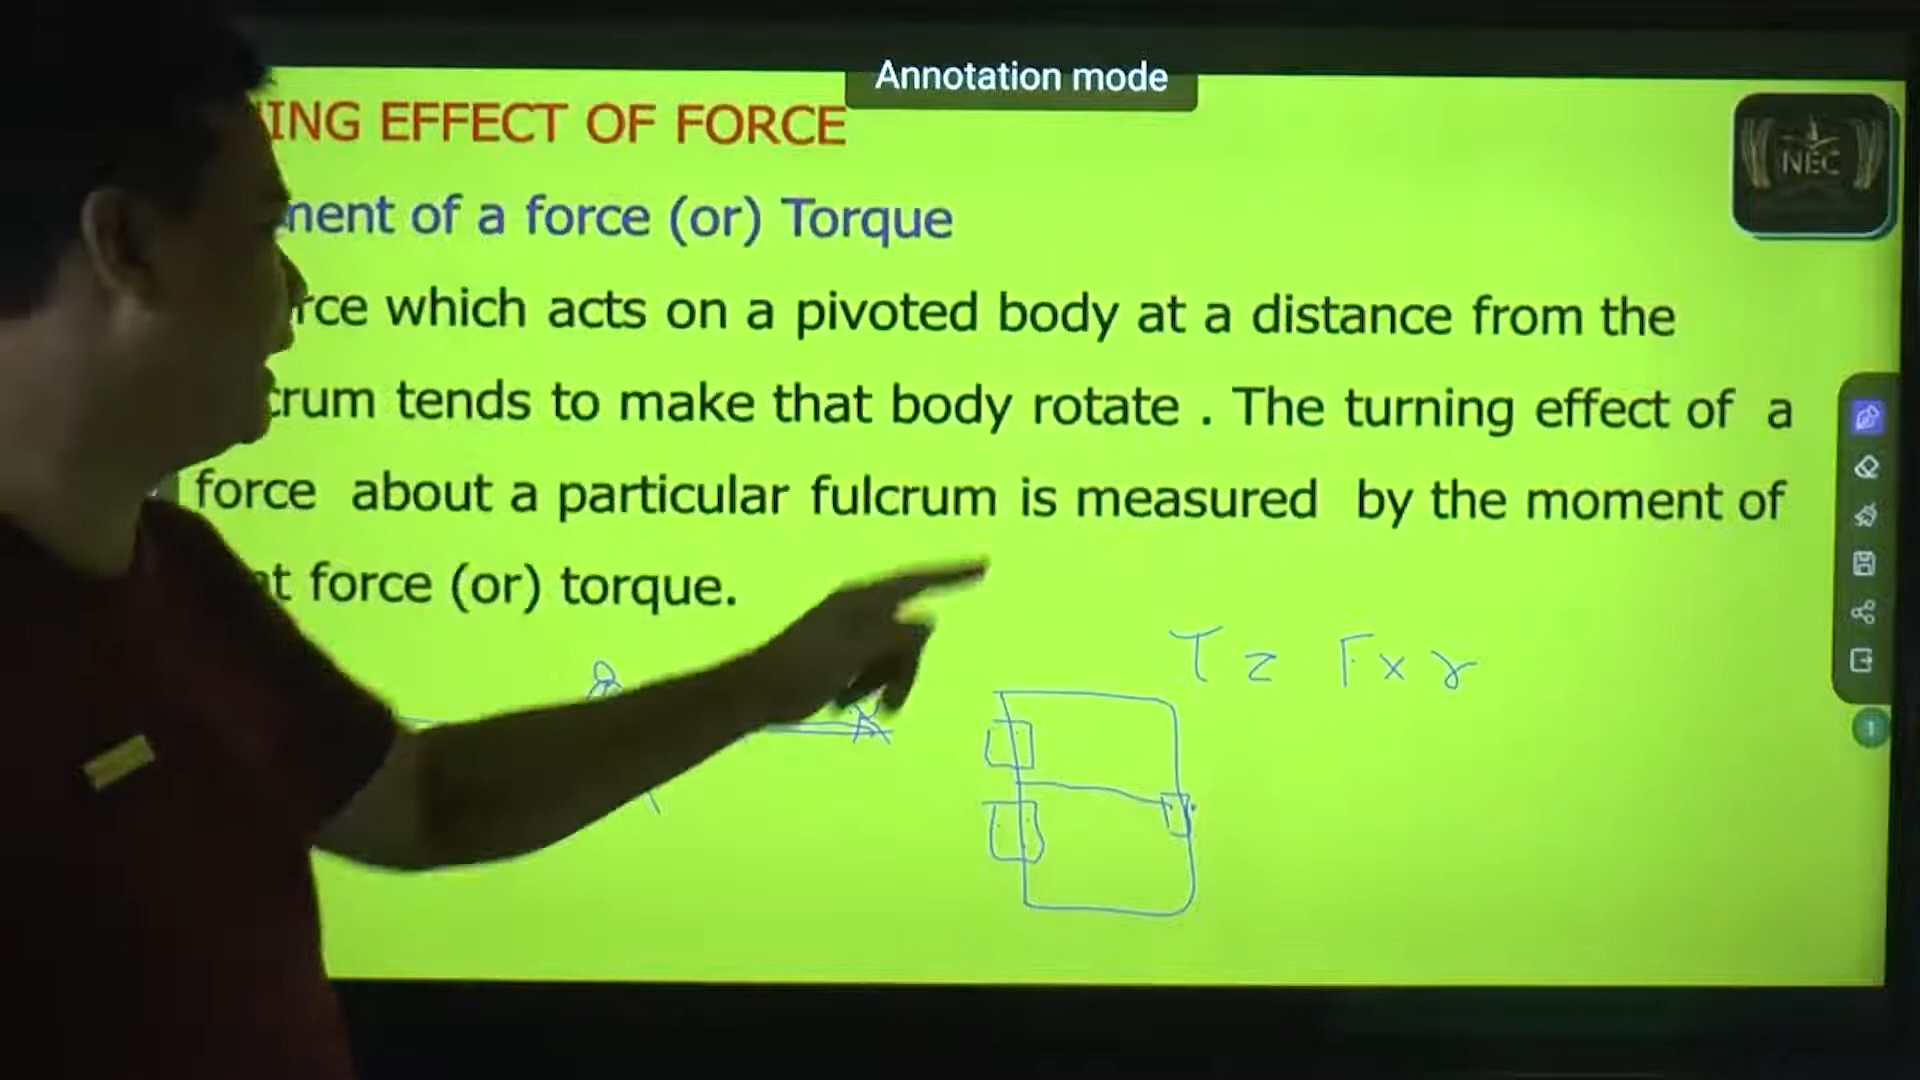 Annotation mode
ING EFFECT OF FORCE
NEC
ment of a force (or) Torque
rce which acts on a pivoted body at a distance from the
crum tends to make that body rotate . The turning effect of a
force about a particular fulcrum is measured by the moment of
t force (or) torque.
τ = F x r